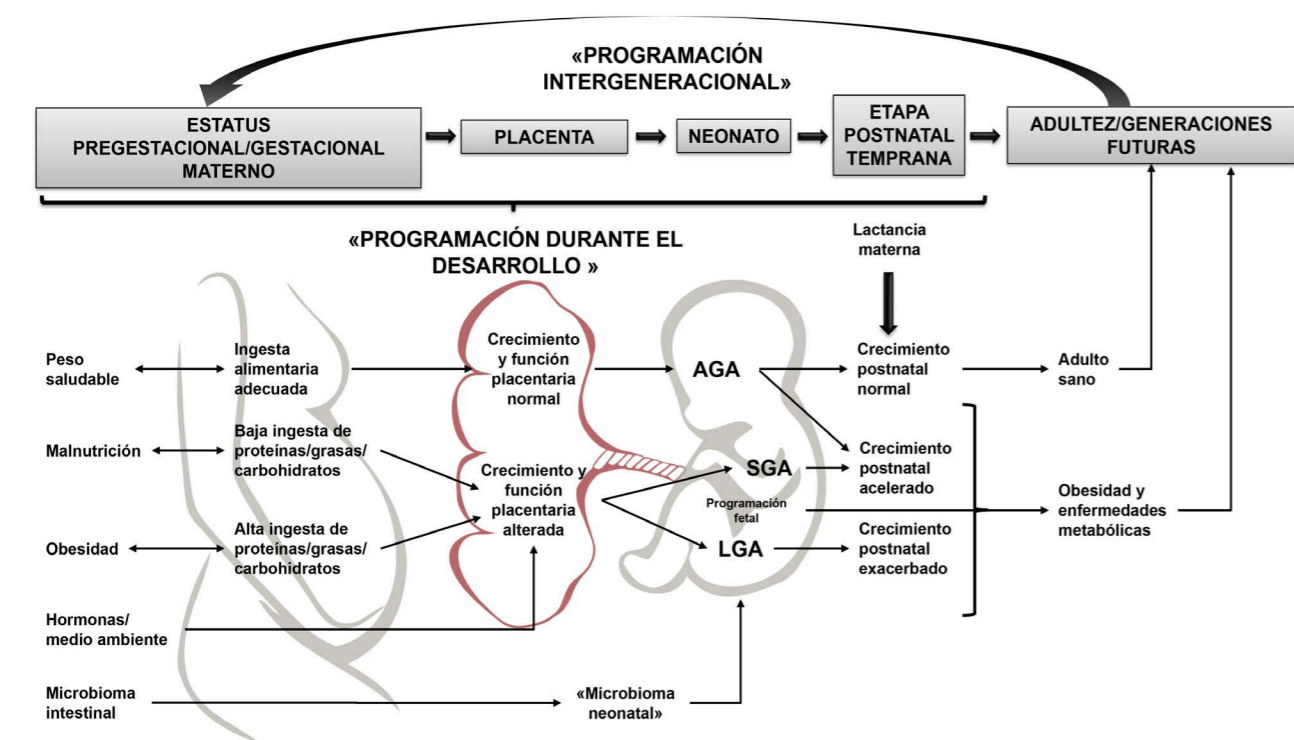 «PROGRAMACIÓN
INTERGENERACIONAL»
ESTATUS
PREGESTACIONAL/GESTACIONAL
MATERNO
PLACENTA
NEONATO
ETAPA
POSTNATAL
TEMPRANA
ADULTEZ/GENERACIONES
FUTURAS
«PROGRAMACIÓN DURANTE EL
DESARROLLO »
Lactancia
materna
Peso
saludable
Ingesta
alimentaria
adecuada
Crecimiento
y función
placentaria
normal
AGA
Crecimiento
postnatal
normal
Adulto
sano
Malnutrición
Baja ingesta de
proteínas/grasas/
carbohidratos
Crecimiento y
función
placentaria
alterada
SGA
Crecimiento
postnatal
acelerado
Programación
fetal
Obesidad y
enfermedades
metabólicas
Obesidad
Alta ingesta de
proteínas/grasas/
carbohidratos
LGA
Crecimiento
postnatal
exacerbado
Hormonas/
medio ambiente
Microbioma
intestinal
«Microbioma
neonatal»